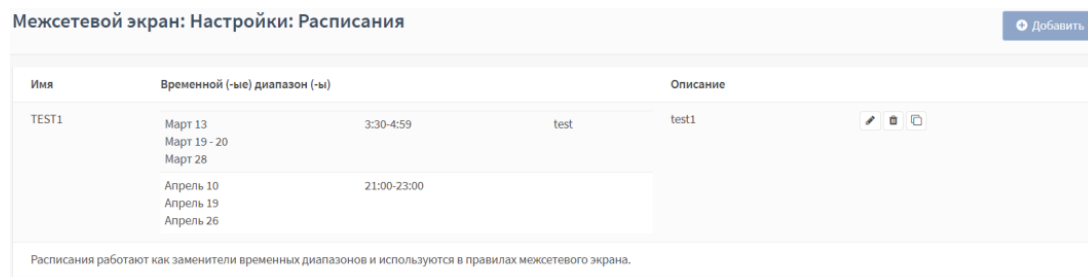 Межсетевой экран: Настройки: Расписания
Добавить
Имя Временной (-ые) диапазон (-ы) Описание
TEST1 Март 13 3:30-4:59 test test1
Март 19 - 20
Март 28
Апрель 10 21:00-23:00
Апрель 19
Апрель 26
Расписания работают как заменители временных диапазонов и используются в правилах межсетевого экрана.